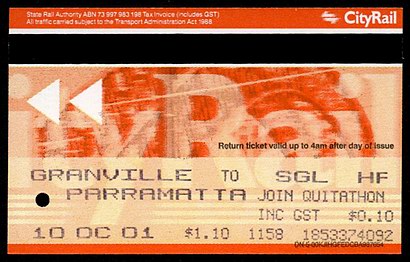 State Rail Authority ABN 73 997 983 198 Tax Invoice (includes GST)
All traffic carried subject to the Transport Administration Act 1988
CityRail
Return ticket valid up to 4am after day of issue
GRANVILLE TO SGL HF
PARRAMATTA JOIN QUITATHON
INC GST $0.10
10 OC 01 $1.10 1158 1853374092